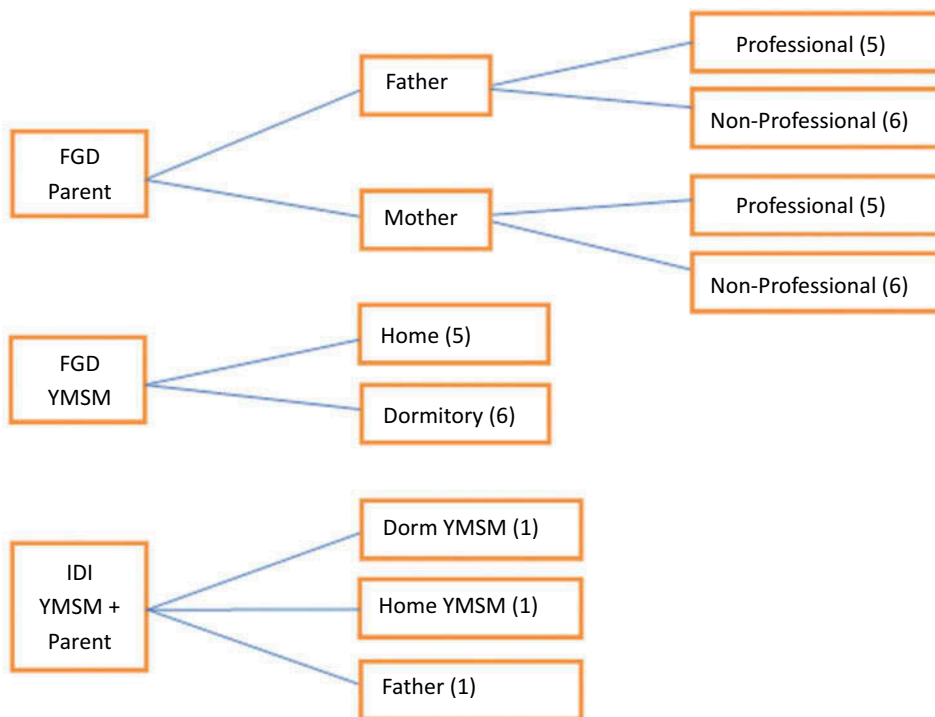 FGD
Parent
Father
Professional (5)
Non-Professional (6)
Mother
Professional (5)
Non-Professional (6)
FGD
YMSM
Home (5)
Dormitory (6)
IDI
YMSM +
Parent
Dorm YMSM (1)
Home YMSM (1)
Father (1)